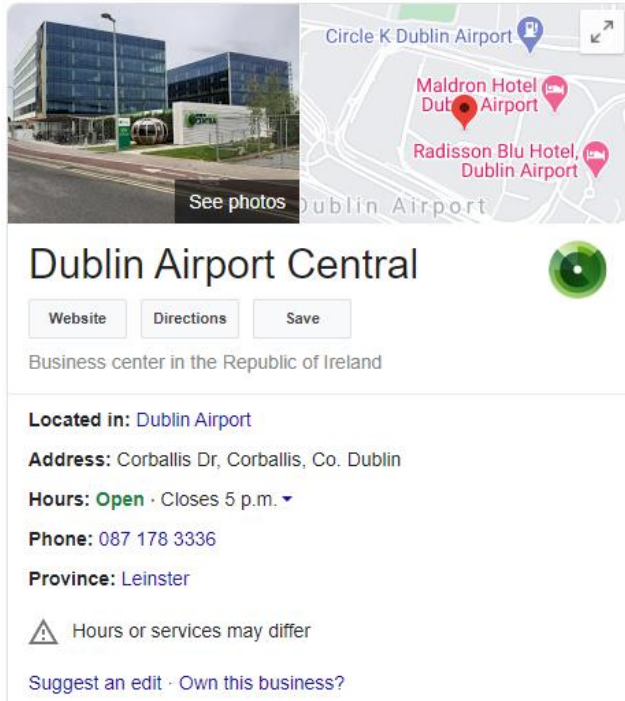 Circle K Dublin Airport
Maldron Hotel
Dublin Airport
Radisson Blu Hotel,
Dublin Airport
Dublin Airport
See photos
Dublin Airport Central
Website
Directions
Save
Business center in the Republic of Ireland
Located in: Dublin Airport
Address: Corballis Dr, Corballis, Co. Dublin
Hours: Open · Closes 5 p.m.
Phone: 087 178 3336
Province: Leinster
Hours or services may differ
Suggest an edit · Own this business?